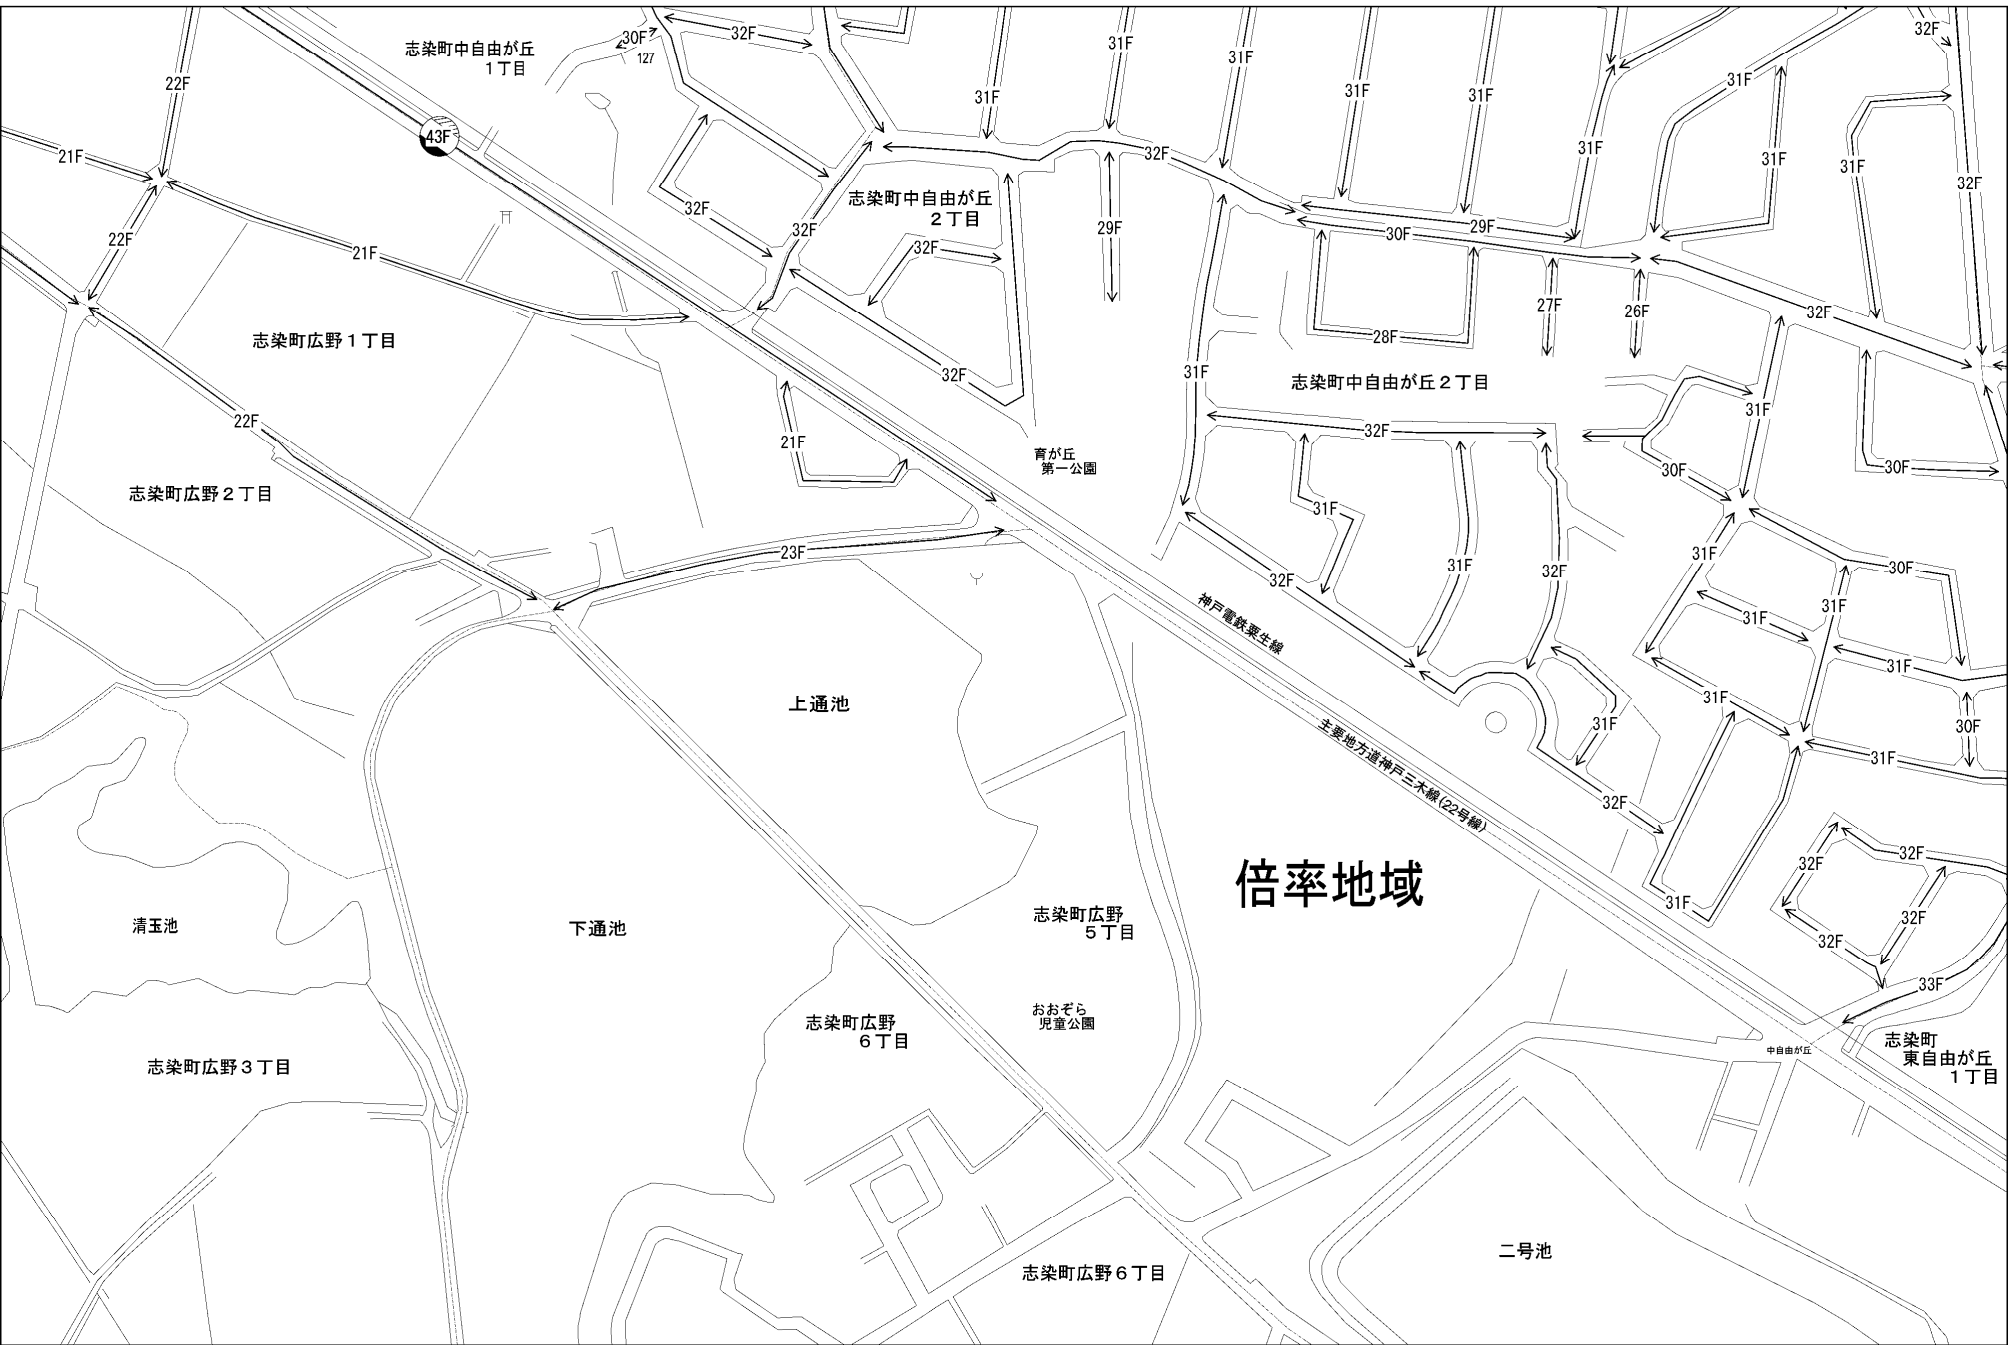 志染町中自由が丘
1丁目
30F
127
32F
31F
31F
31F
31F
31F
31F
32F
22F
43F
21F
31F
31F
31F
32F
32F
22F
21F
32F
32F
志染町中自由が丘
2丁目
32F
29F
29F
30F
27F
26F
32F
志染町広野1丁目
28F
32F
31F
志染町中自由が丘2丁目
31F
22F
21F
32F
30F
30F
育が丘
第一公園
志染町広野2丁目
31F
23F
31F
32F
32F
31F
30F
31F
31F
31F
神戸電鉄粟生線
31F
30F
31F
上通池
31F
主要地方道神戸三木線(22号線)
32F
倍率地域
32F
32F
31F
32F
32F
33F
清玉池
下通池
志染町広野
5丁目
おおぞら
児童公園
志染町広野
6丁目
志染町広野3丁目
中自由が丘
志染町
東自由が丘
1丁目
志染町広野6丁目
二号池